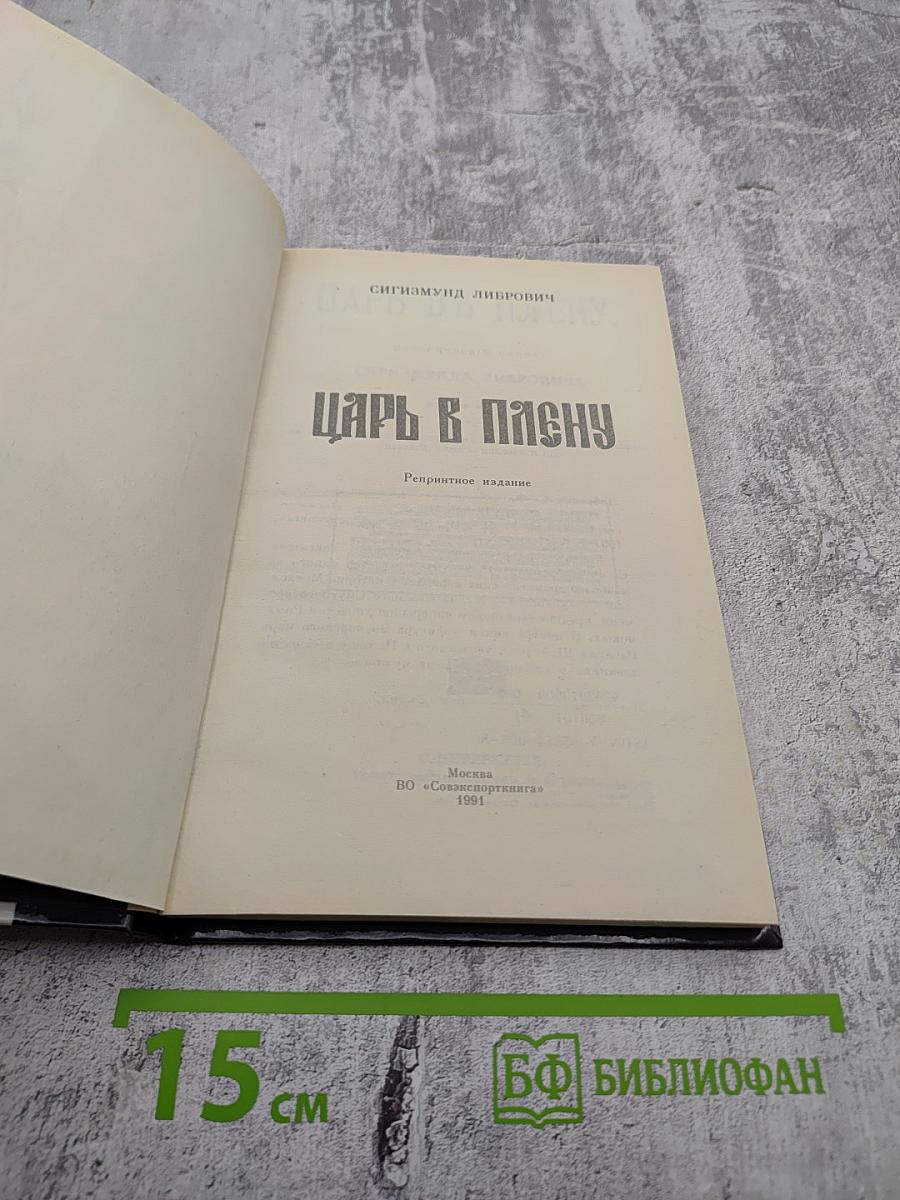 СИГИЗМУНД ЛИБРОВИЧ
ЦАРЬ В ПЛЕНУ
Репринтное издание
Москва
ВО «Совэкспорткнига»
1991
15 см
БФ БИБЛИОФАН